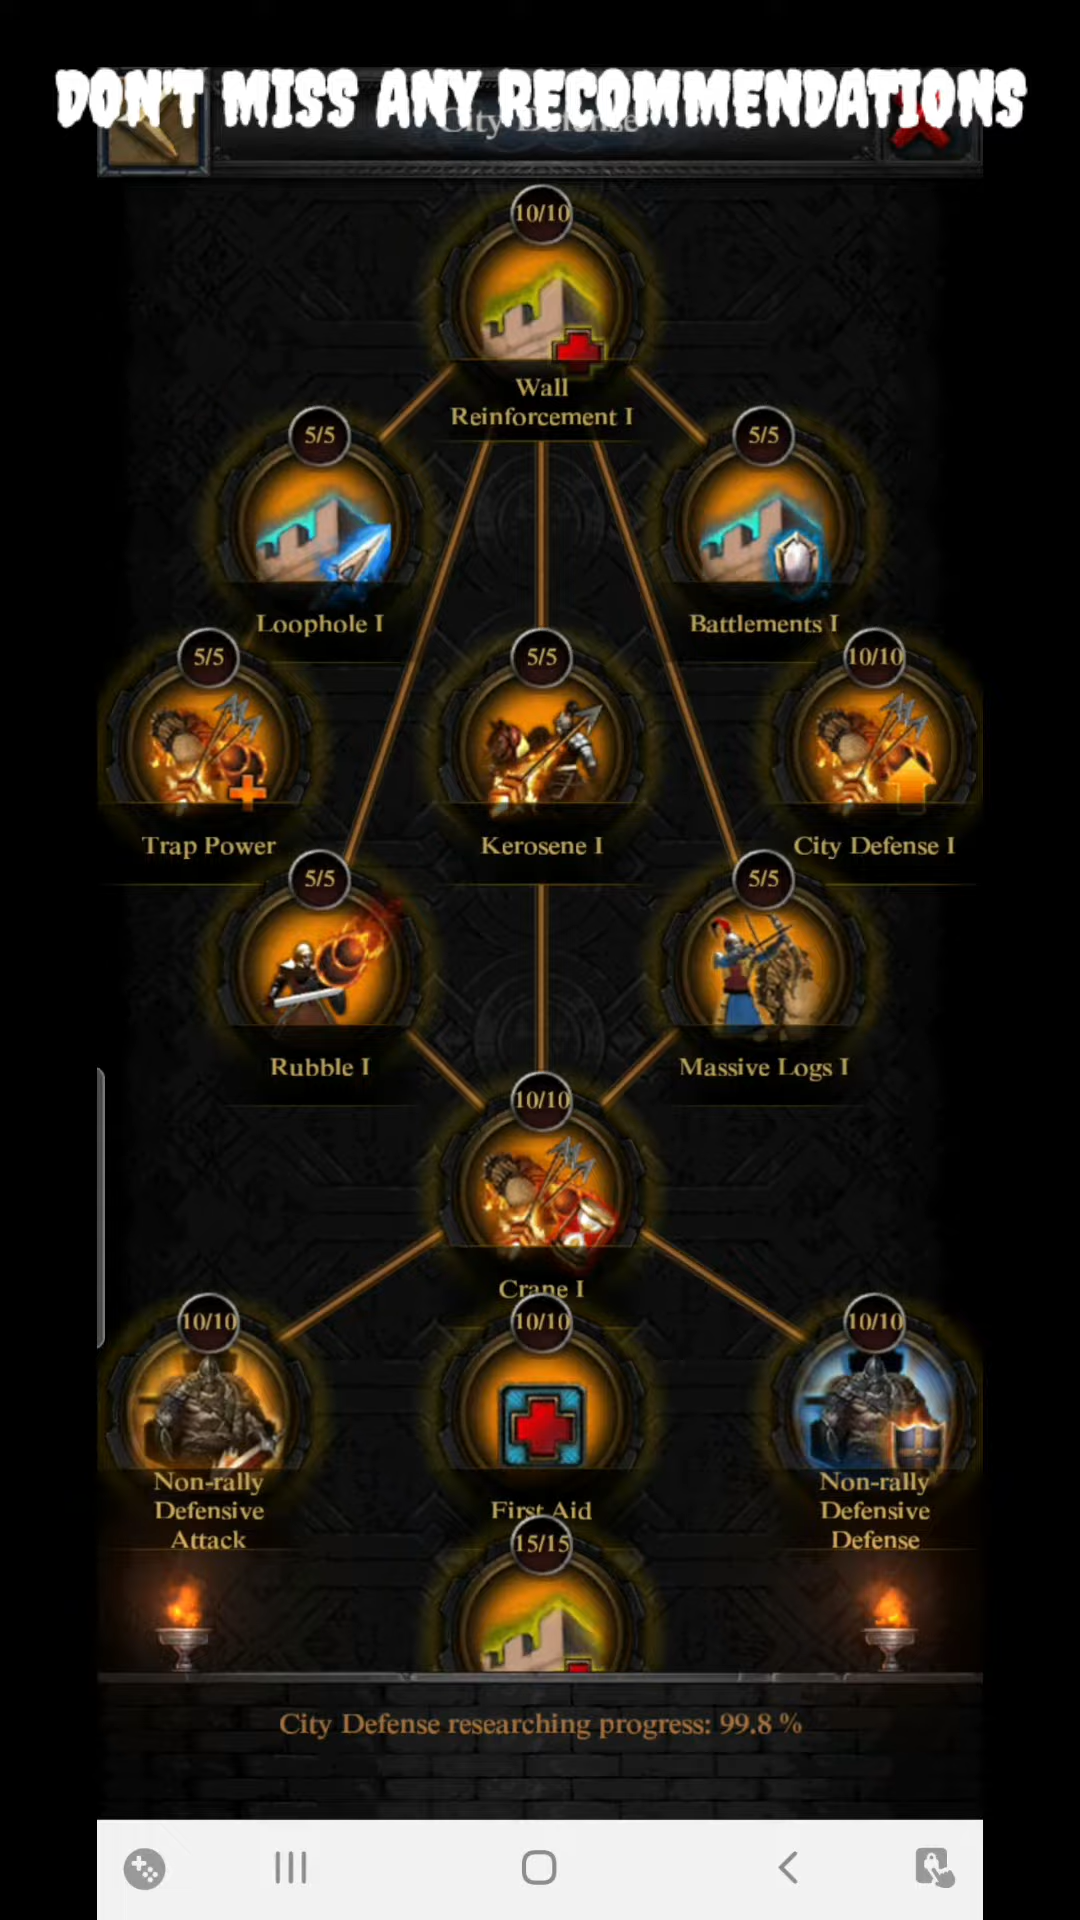 DON'T MISS ANY RECOMMENDATIONS
City Defense
10/10
Wall
Reinforcement I
5/5
5/5
Loophole I
Battlements I
5/5
5/5
10/10
Trap Power
Kerosene I
City Defense I
5/5
5/5
Rubble I
Massive Logs I
10/10
Crane I
10/10
10/10
10/10
Non-rally
Defensive
Attack
First Aid
Non-rally
Defensive
Defense
15/15
City Defense researching progress: 99.8 %